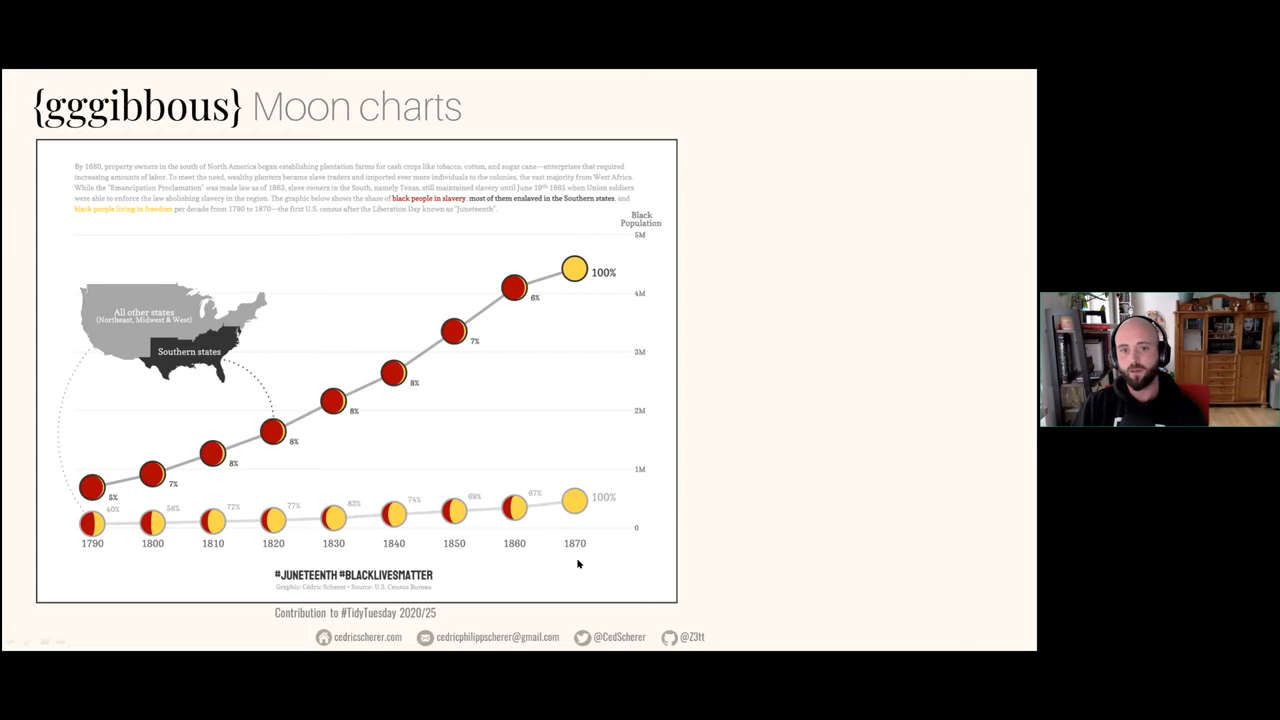 {gggibbous} Moon charts
By 1680, property owners in the south of North America began establishing plantation farms for cash crops like tobacco, cotton, and sugar cane—enterprises that required
increasing amounts of labor. To meet the need, wealthy planters became slave traders and imported ever more individuals to the colonies, the vast majority from West Africa.
While the "Emancipation Proclamation" was made law as of 1863, slave owners in the South, namely Texas, still maintained slavery until June 19th 1865 when Union soldiers
were able to enforce the law abolishing slavery in the region. The graphic below shows the share of black people in slavery, most of them enslaved in the Southern states, and
black people living in freedom per decade from 1790 to 1870—the first U.S. census after the Liberation Day known as "Juneteenth".
Black
Population
5M
100%
4M
6%
All other states
(Northeast, Midwest & West)
7%
Southern states
3M
8%
8%
2M
8%
8%
1M
7%
5%
40%
56%
72%
77%
83%
74%
69%
67%
100%
0
1790 1800 1810 1820 1830 1840 1850 1860 1870
#JUNETEENTH #BLACKLIVESMATTER
Graphic: Cédric Scherer • Source: U.S. Census Bureau
Contribution to #TidyTuesday 2020/25
cedricscherer.com cedricphilippscherer@gmail.com @CedScherer @Z3tt